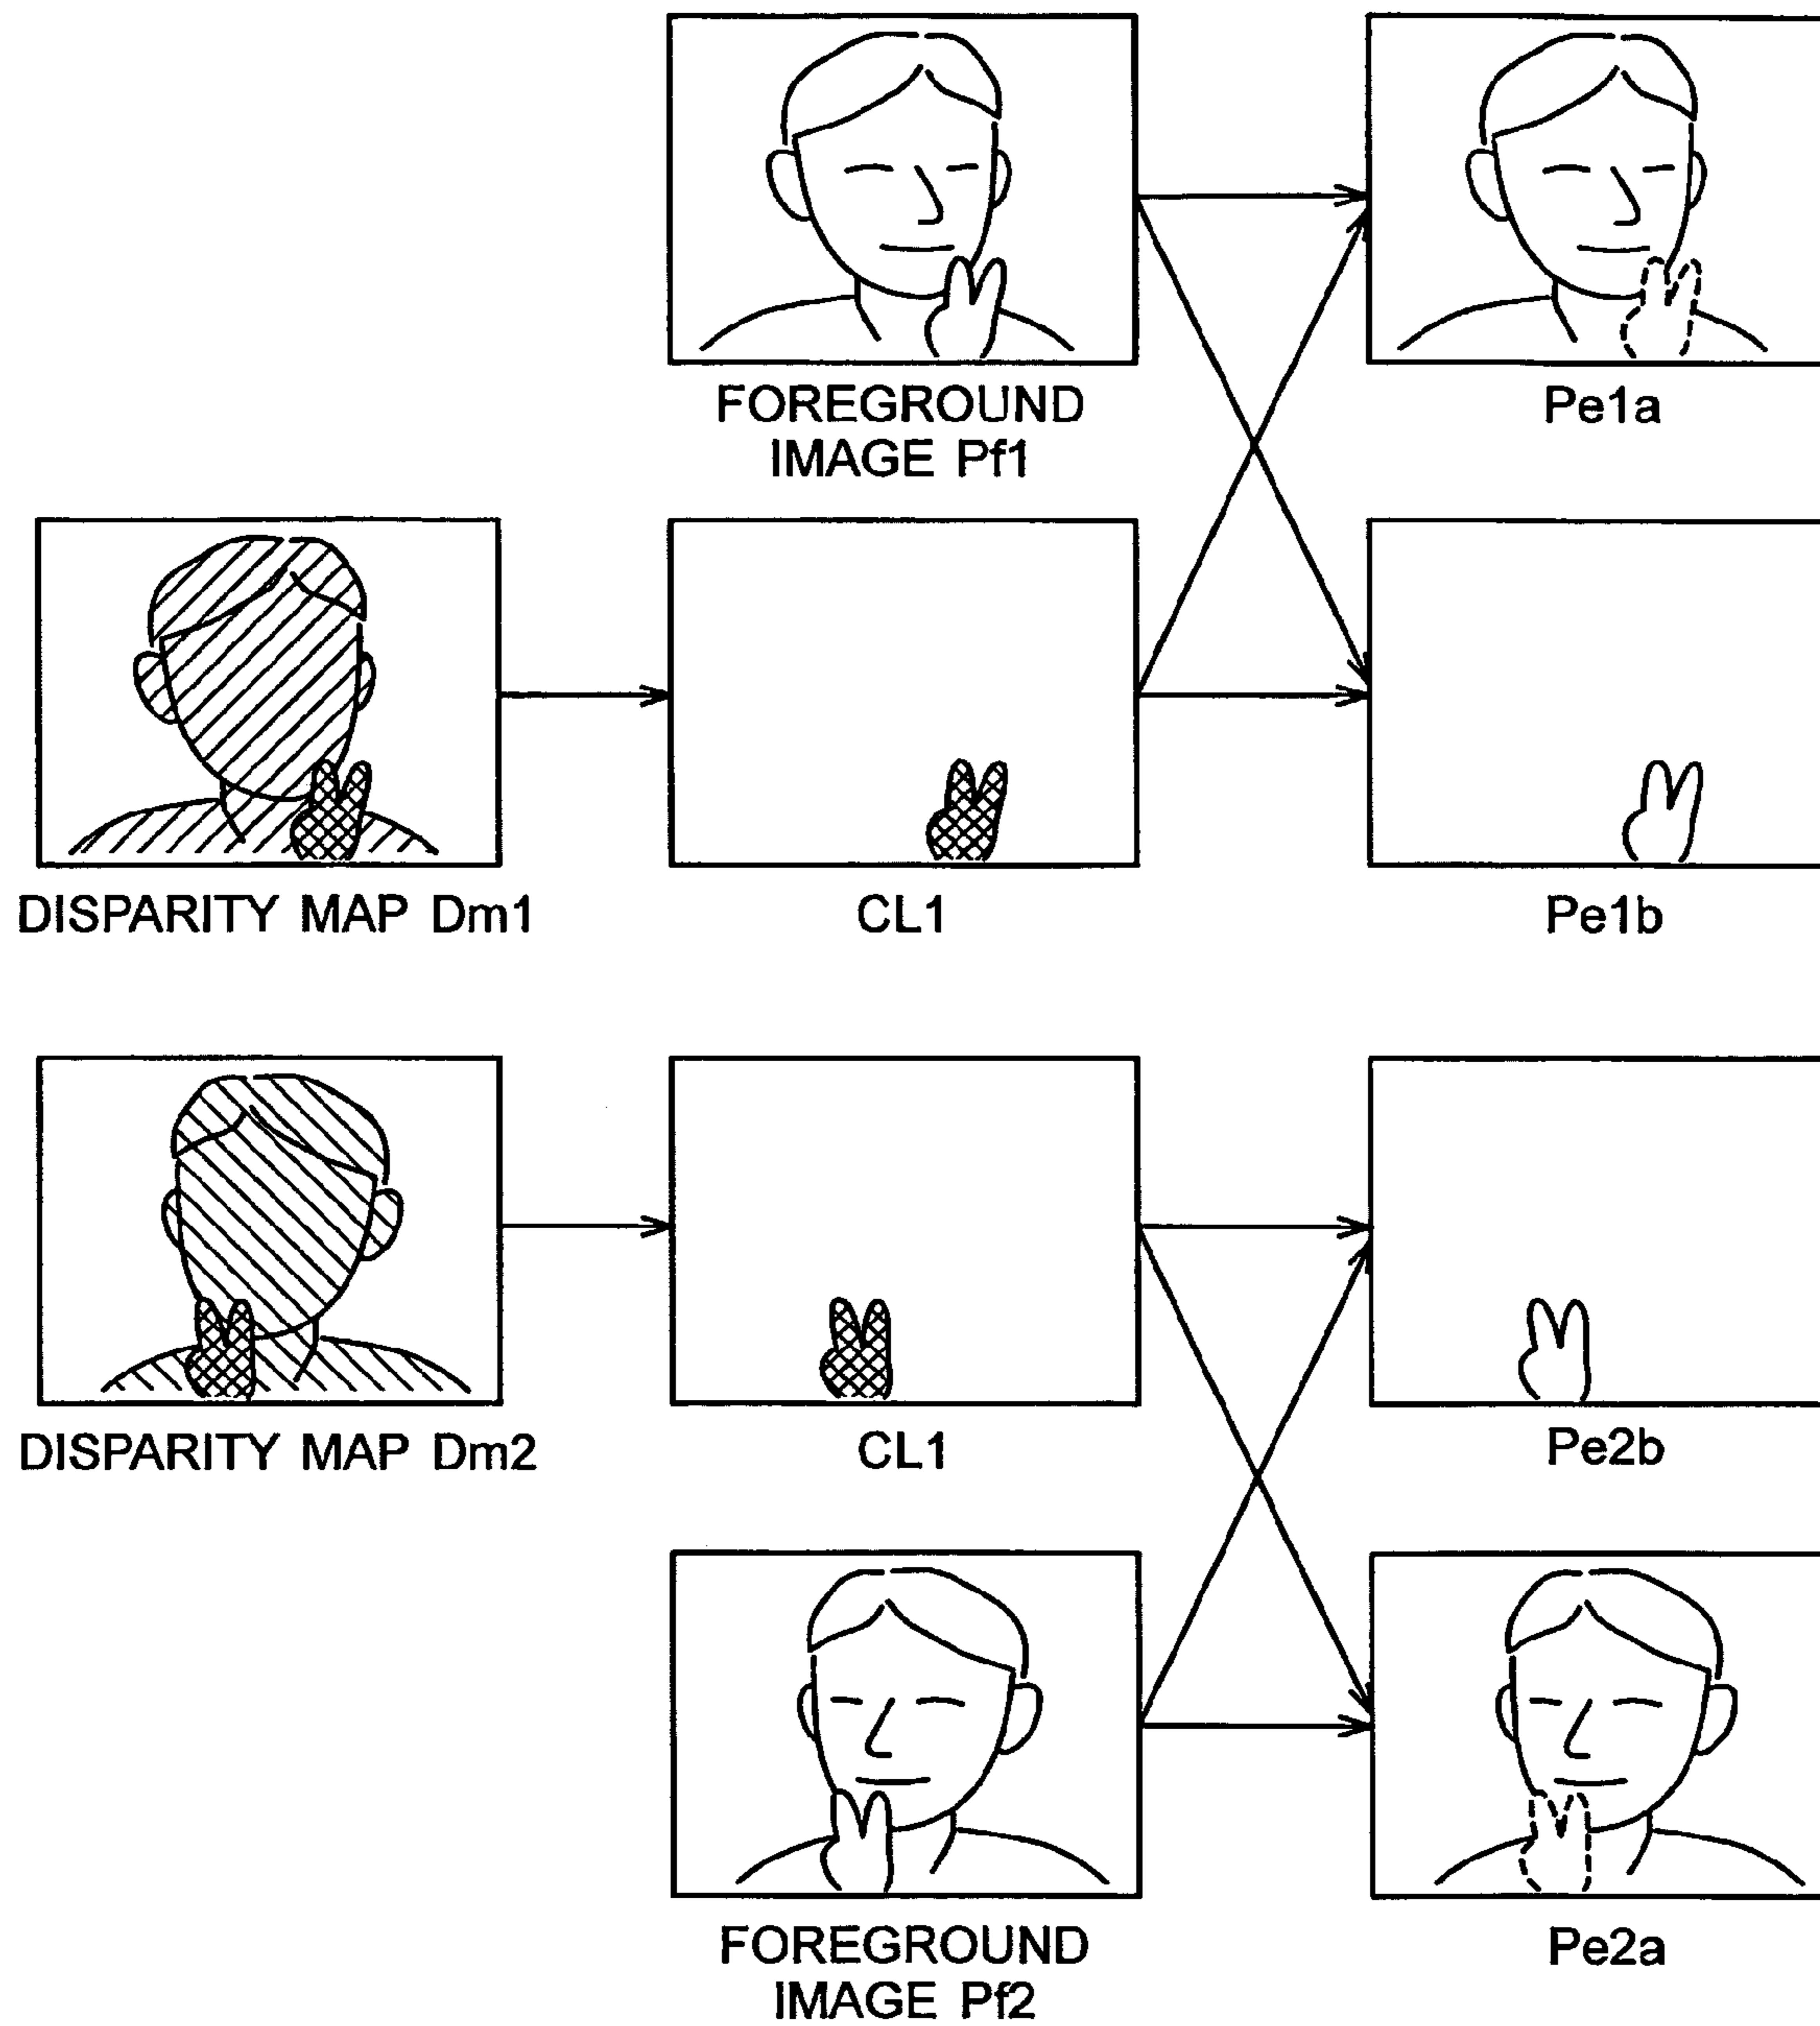 FOREGROUND
IMAGE Pf1
Pe1a
DISPARITY MAP Dm1
CL1
Pe1b
DISPARITY MAP Dm2
CL1
Pe2b
FOREGROUND
IMAGE Pf2
Pe2a